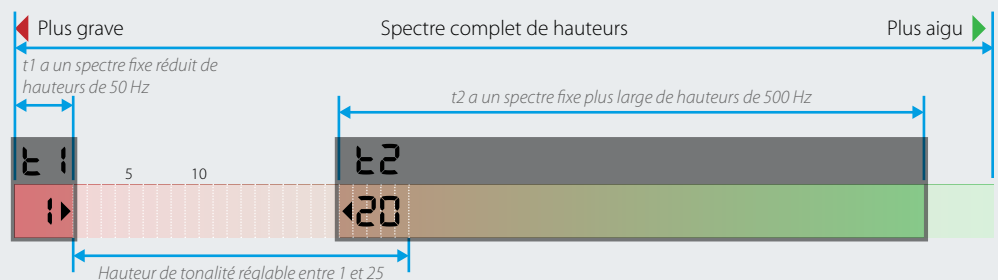 Plus grave Spectre complet de hauteurs Plus aigu
t1 a un spectre fixe réduit de
hauteurs de 50 Hz
t2 a un spectre fixe plus large de hauteurs de 500 Hz
t1 t2
5 10
1 20
Hauteur de tonalité réglable entre 1 et 25